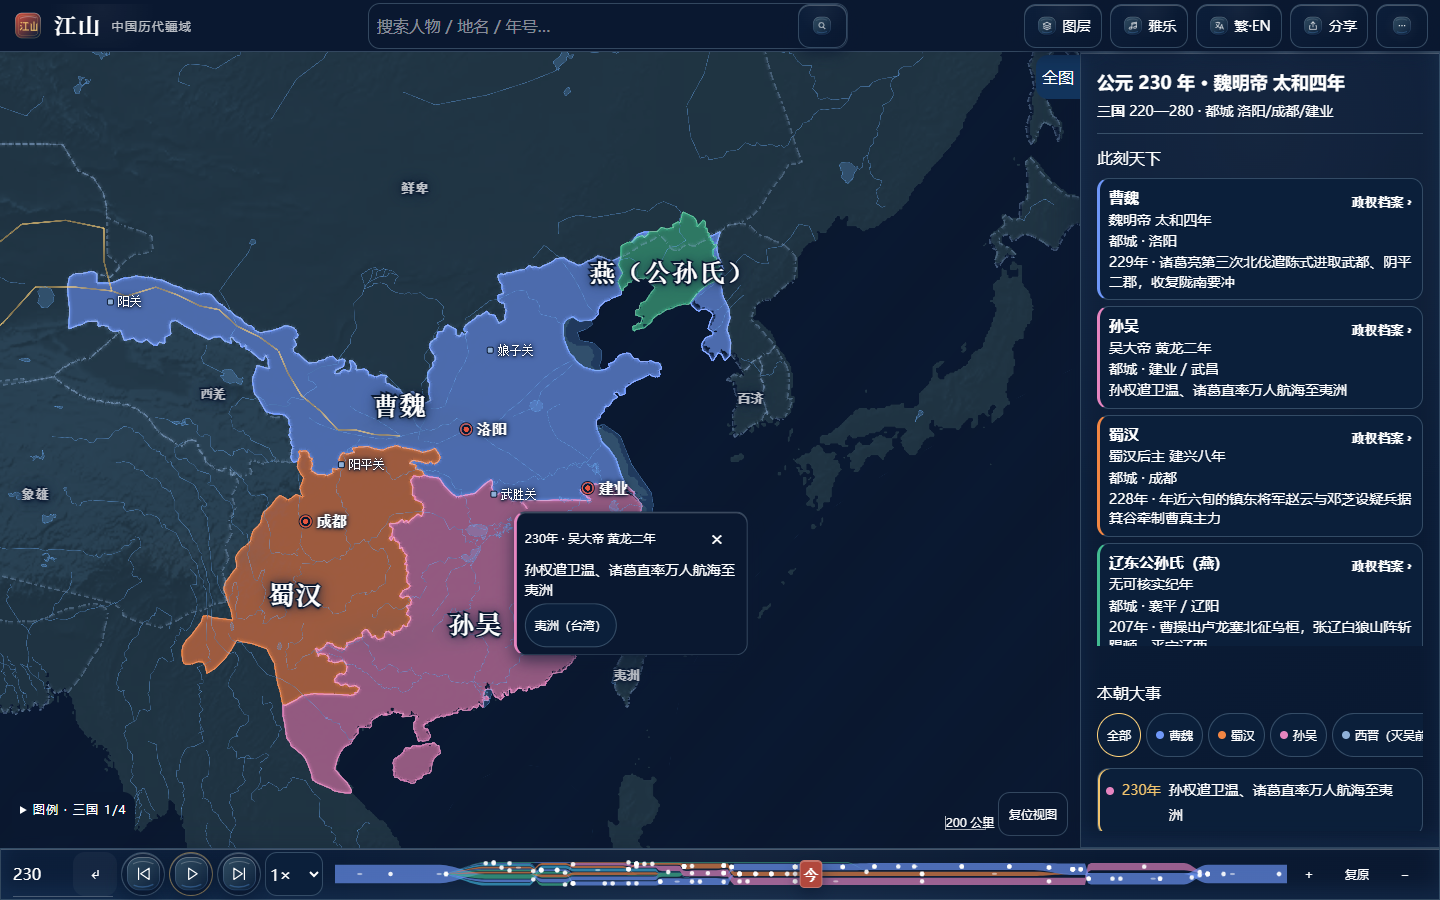 江山
江山 中国历代疆域
搜索人物 / 地名 / 年号...
图层
雅乐
繁·EN
分享
全图
鲜卑
燕（公孙氏）
阳关
娘子关
西羌
曹魏
百济
洛阳
阳平关
象雄
武胜关
建业
成都
蜀汉
孙吴
夷洲
230年 · 吴大帝 黄龙二年 ×
孙权遣卫温、诸葛直率万人航海至
夷洲
夷洲（台湾）
图例 · 三国 1/4
200 公里
复位视图
公元 230 年 • 魏明帝 太和四年
三国 220—280 · 都城 洛阳/成都/建业
此刻天下
曹魏 政权档案 ›
魏明帝 太和四年
都城 · 洛阳
229年 · 诸葛亮第三次北伐遣陈式进取武都、阴平
二郡，收复陇南要冲
孙吴 政权档案 ›
吴大帝 黄龙二年
都城 · 建业 / 武昌
孙权遣卫温、诸葛直率万人航海至夷洲
蜀汉 政权档案 ›
蜀汉后主 建兴八年
都城 · 成都
228年 · 年近六旬的镇东将军赵云与邓芝设疑兵据
箕谷牵制曹真主力
辽东公孙氏（燕） 政权档案 ›
无可核实纪年
都城 · 襄平 / 辽阳
207年 · 曹操出卢龙塞北征乌桓，张辽白狼山阵斩
本朝大事
全部
曹魏
蜀汉
孙吴
西晋（灭吴前
230年 孙权遣卫温、诸葛直率万人航海至夷
洲
230
1×
今
+
复原
−